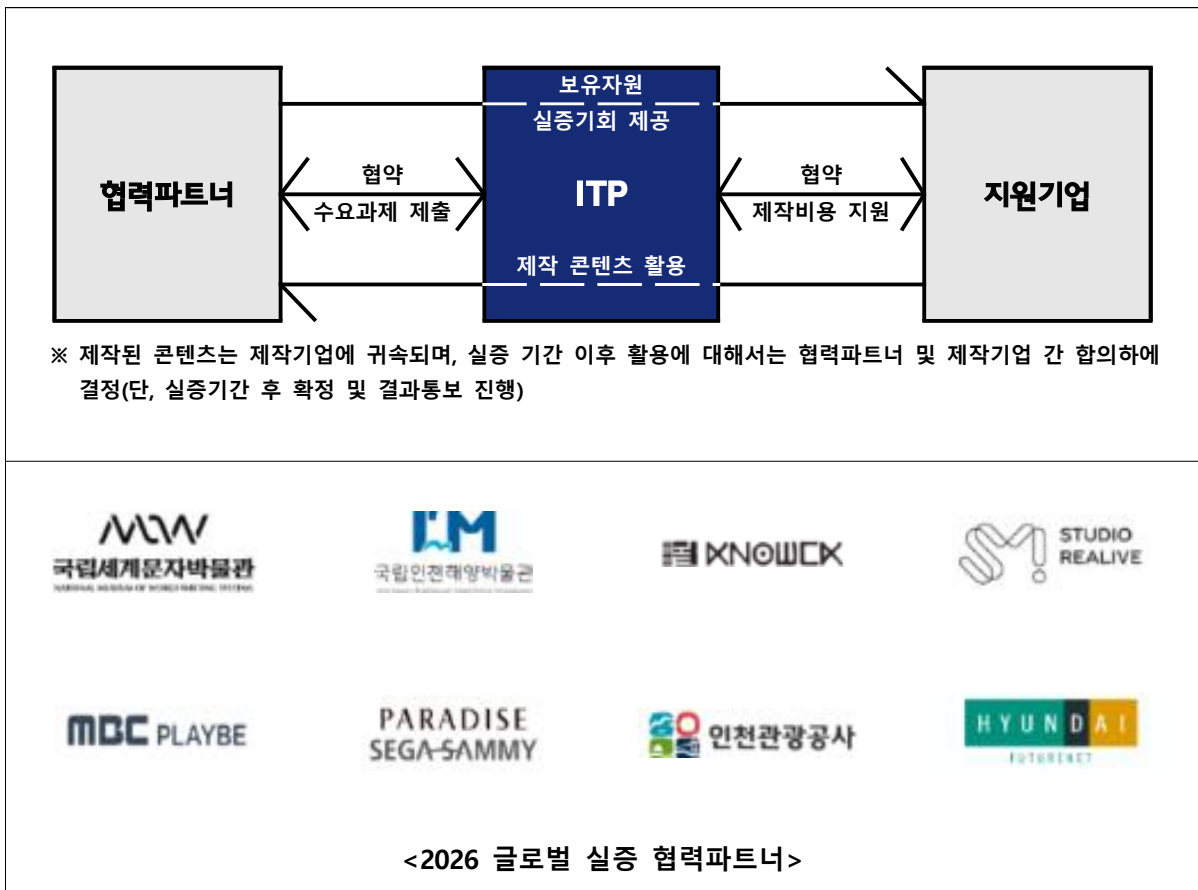 보유자원
실증기회 제공
협력파트너
협약
수요과제 제출
ITP
협약
제작비용 지원
지원기업
제작 콘텐츠 활용
※ 제작된 콘텐츠는 제작기업에 귀속되며, 실증 기간 이후 활용에 대해서는 협력파트너 및 제작기업 간 합의하에
결정(단, 실증기간 후 확정 및 결과통보 진행)
국립세계문자박물관
NATIONAL MUSEUM OF WORLD WRITING SYSTEMS
국립인천해양박물관
STUDIO
REALIVE
MBC PLAYBE
PARADISE
SEGA SAMMY
인천관광공사
HYUNDAI
FUTURENET
<2026 글로벌 실증 협력파트너>